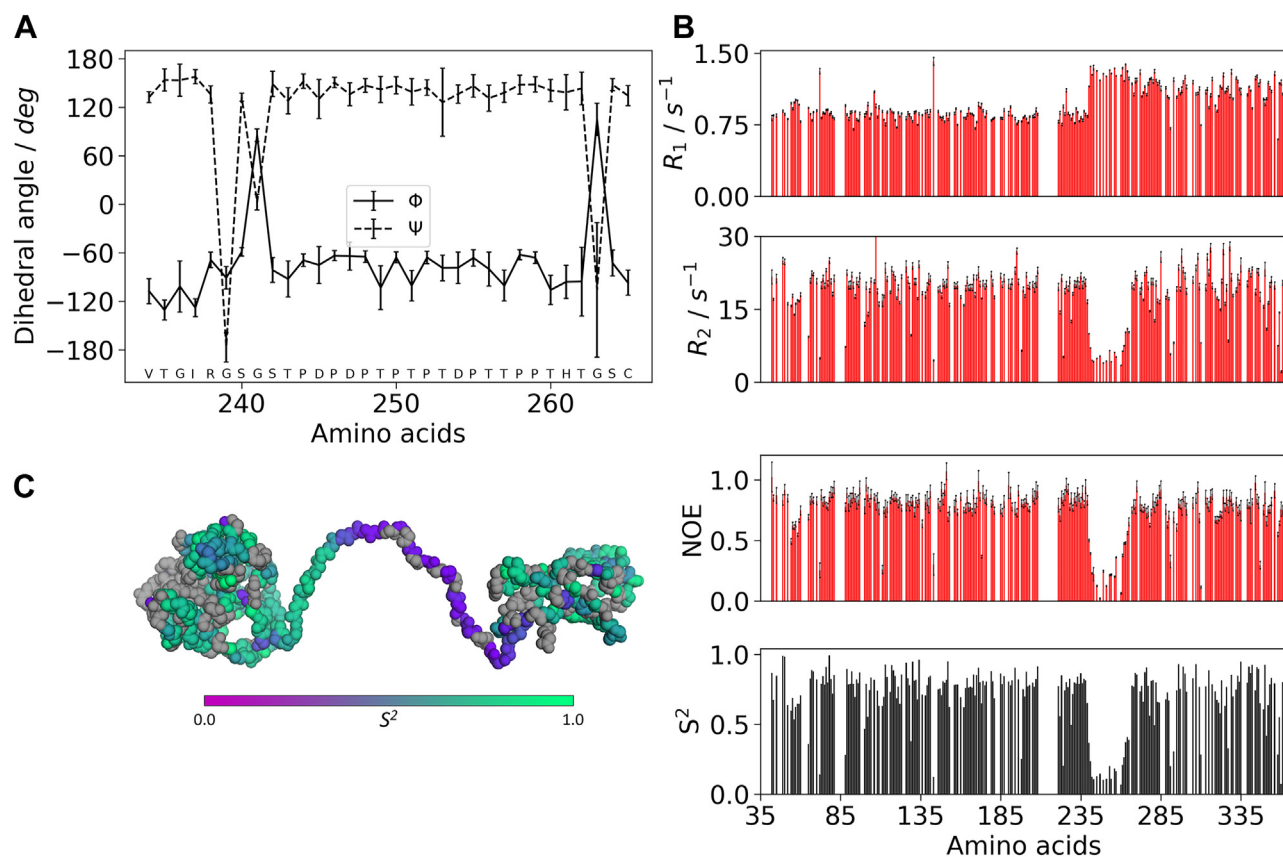 A
180
120
60
0
−60
−120
−180
Dihedral angle / deg
Φ
Ψ
V T G I R G S G S T P D P D P T P T P T D P T T P P T H T G S C
240 250 260
Amino acids
B
1.50
0.75
0.00
R1 / s−1
30
15
0
R2 / s−1
1.0
0.5
0.0
NOE
1.0
0.5
0.0
S2
35 85 135 185 235 285 335
Amino acids
C
0.0 S2 1.0